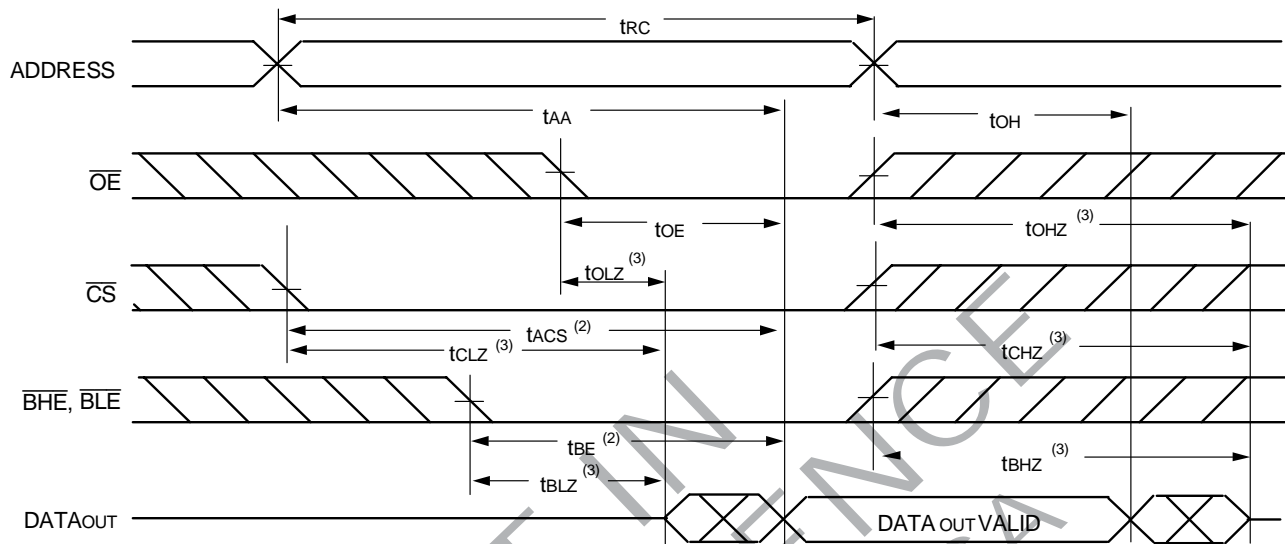 tRC
ADDRESS
tAA
tOH
OE
tOE
tOHZ (3)
tOLZ (3)
CS
tACS (2)
tCLZ (3)
tCHZ (3)
BHE, BLE
tBE (2)
tBHZ (3)
tBLZ (3)
DATAOUT
DATA OUT VALID
IN